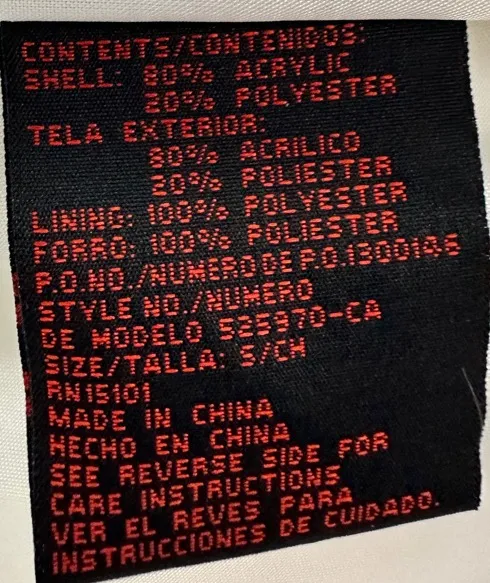 CONTENTS/CONTENIDOS:
SHELL: 80% ACRYLIC
20% POLYESTER
TELA EXTERIOR:
80% ACRILICO
20% POLIESTER
LINING: 100% POLYESTER
FORRO: 100% POLIESTER
P.O.NO./NUMERO DE P.O.
STYLE NO./NUMERO
DE MODELO 525970-CA
SIZE/TALLA: S/CH
RN15101
MADE IN CHINA
HECHO EN CHINA
SEE REVERSE SIDE FOR
CARE INSTRUCTIONS
VER EL REVES PARA
INSTRUCCIONES DE CUIDADO.